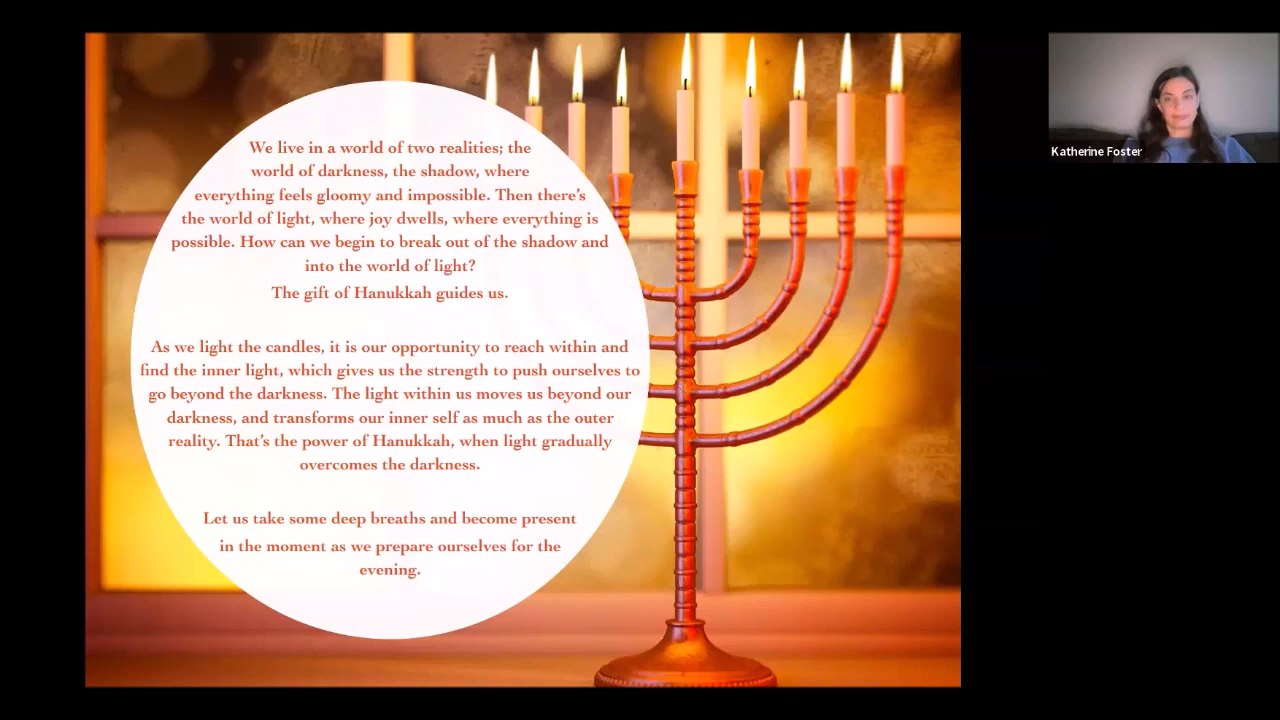 We live in a world of two realities; the
world of darkness, the shadow, where
everything feels gloomy and impossible. Then there's
the world of light, where joy dwells, where everything is
possible. How can we begin to break out of the shadow and
into the world of light?
The gift of Hanukkah guides us.
As we light the candles, it is our opportunity to reach within and
find the inner light, which gives us the strength to push ourselves to
go beyond the darkness. The light within us moves us beyond our
darkness, and transforms our inner self as much as the outer
reality. That's the power of Hanukkah, when light gradually
overcomes the darkness.
Let us take some deep breaths and become present
in the moment as we prepare ourselves for the
evening.
Katherine Foster